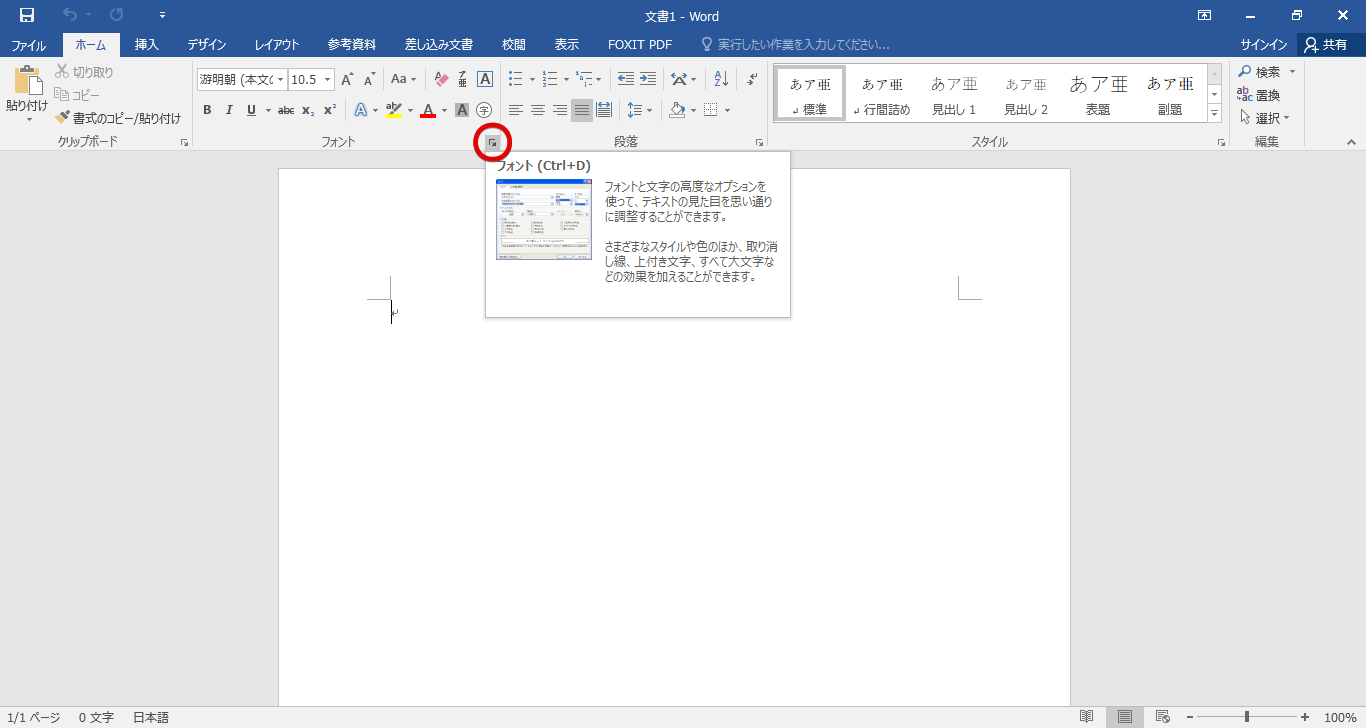 文書1 - Word
ファイル ホーム 挿入 デザイン レイアウト 参考資料 差し込み文書 校閲 表示 FOXIT PDF 実行したい作業を入力してください... サインイン 共有
貼り付け
切り取り
コピー
書式のコピー/貼り付け
クリップボード
游明朝 (本文( 10.5 Aa 亜 A
B I U abc x₂ x² A ab A A 字
フォント
段落
あア亜 あア亜 あア亜 あア亜 あア亜 あア亜
標準 行間詰め 見出し 1 見出し 2 表題 副題
スタイル
検索
置換
選択
編集
フォント (Ctrl+D)
フォントと文字の高度なオプションを
使って、テキストの見た目を思い通り
に調整することができます。
さまざまなスタイルや色のほか、取り消
し線、上付き文字、すべて大文字な
どの効果を加えることができます。
1/1 ページ 0 文字 日本語 100%